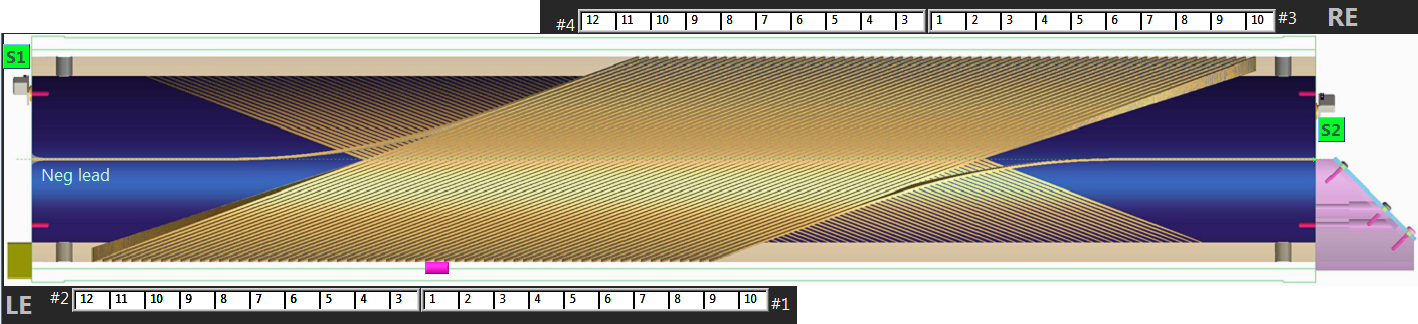 #4 12 11 10 9 8 7 6 5 4 3 1 2 3 4 5 6 7 8 9 10 #3 RE
S1
S2
Neg lead
LE #2 12 11 10 9 8 7 6 5 4 3 1 2 3 4 5 6 7 8 9 10 #1